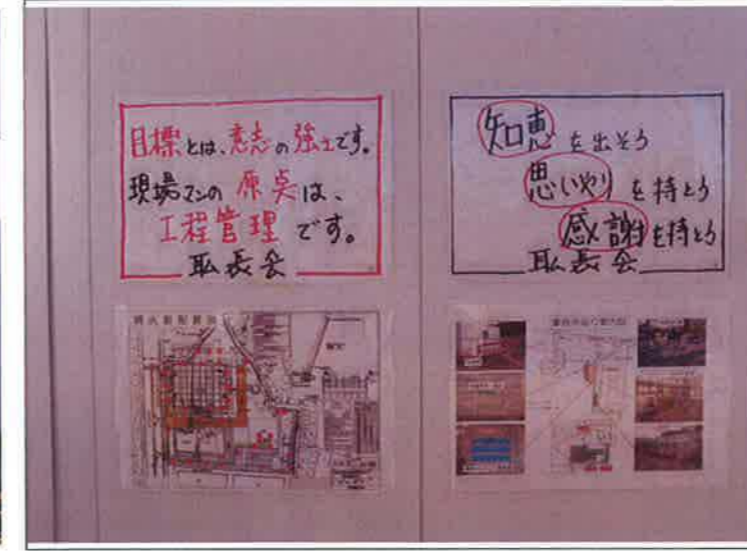 目標とは、意志の強さです。
現場マンの 原点は、
工程管理 です。
職長会
知恵を出そう
思いやりを持とう
感謝を持とう
職長会